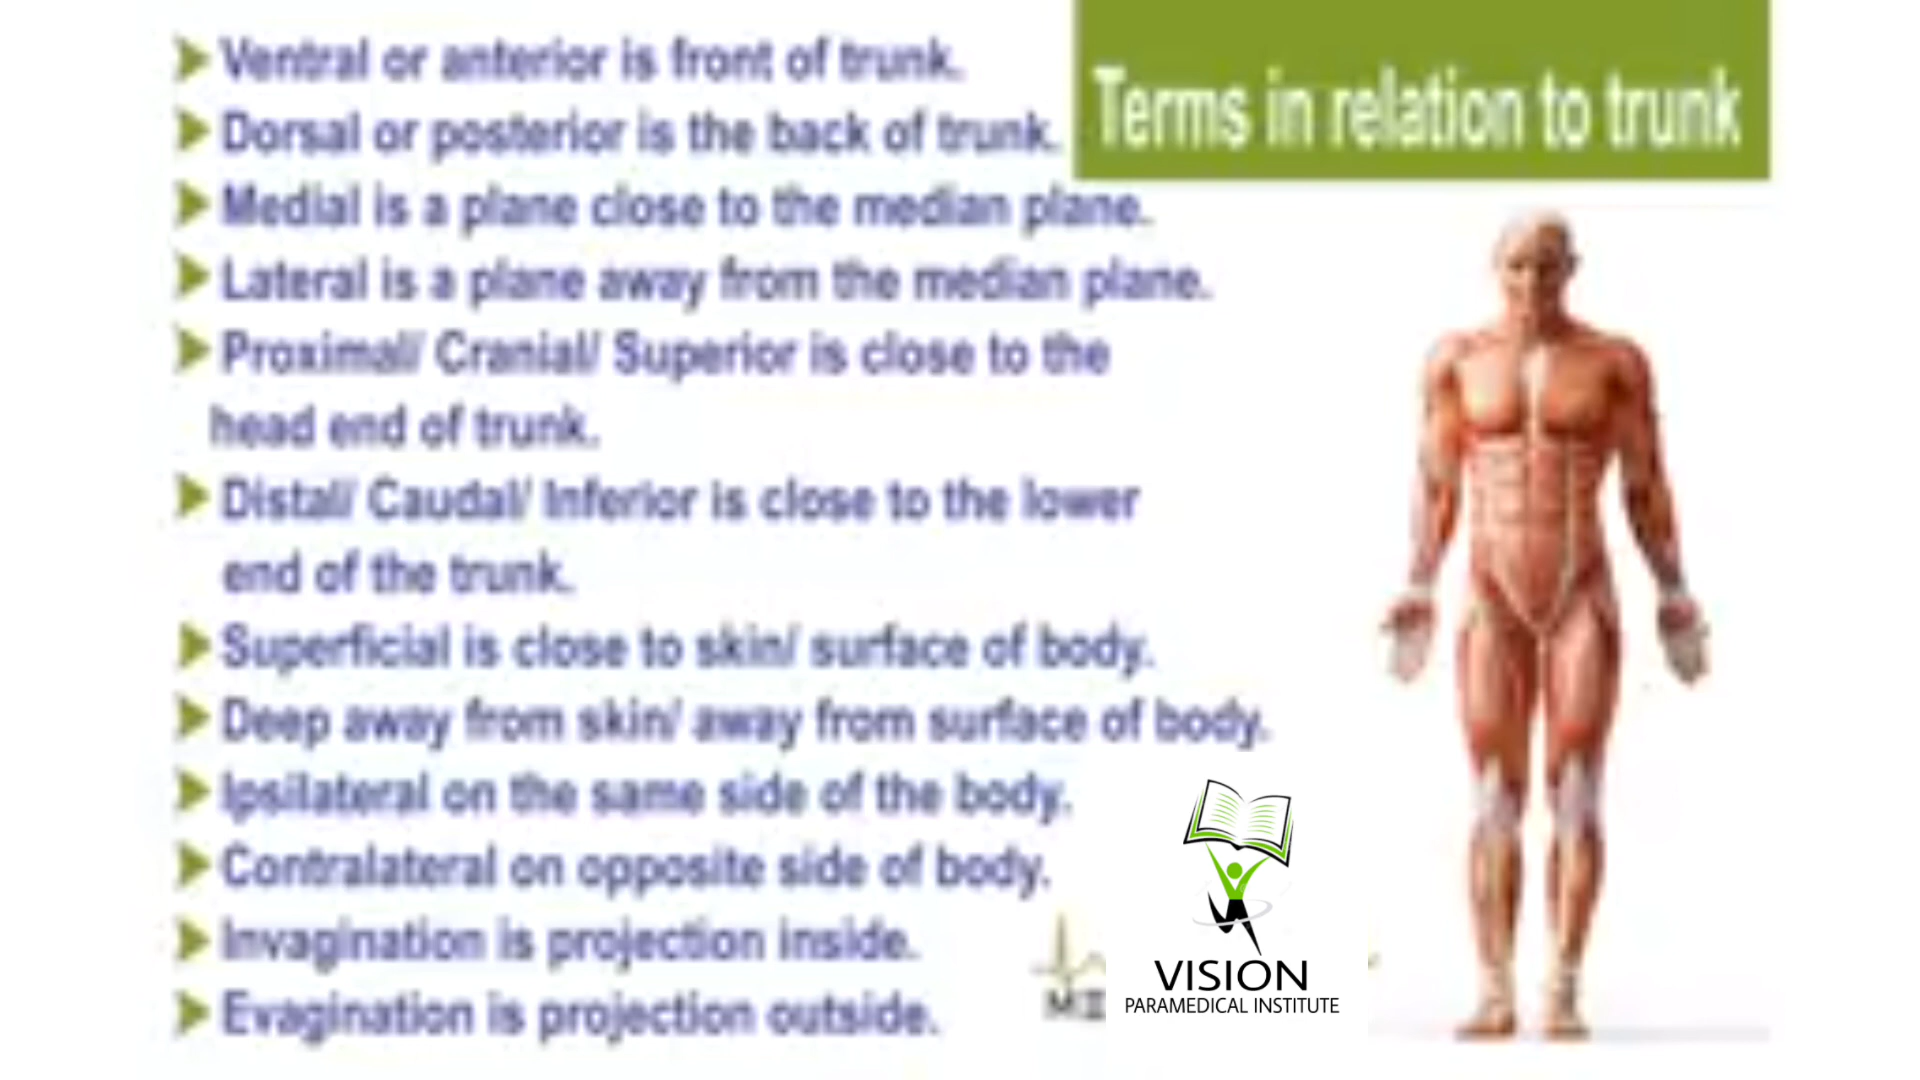 Terms in relation to trunk
Ventral or anterior is front of trunk.
Dorsal or posterior is the back of trunk.
Medial is a plane close to the median plane.
Lateral is a plane away from the median plane.
Proximal/ Cranial/ Superior is close to the
head end of trunk.
Distal/ Caudal/ Inferior is close to the lower
end of the trunk.
Superficial is close to skin/ surface of body.
Deep away from skin/ away from surface of body.
Ipsilateral on the same side of the body.
Contralateral on opposite side of body.
Invagination is projection inside.
Evagination is projection outside.
VISION
PARAMEDICAL INSTITUTE